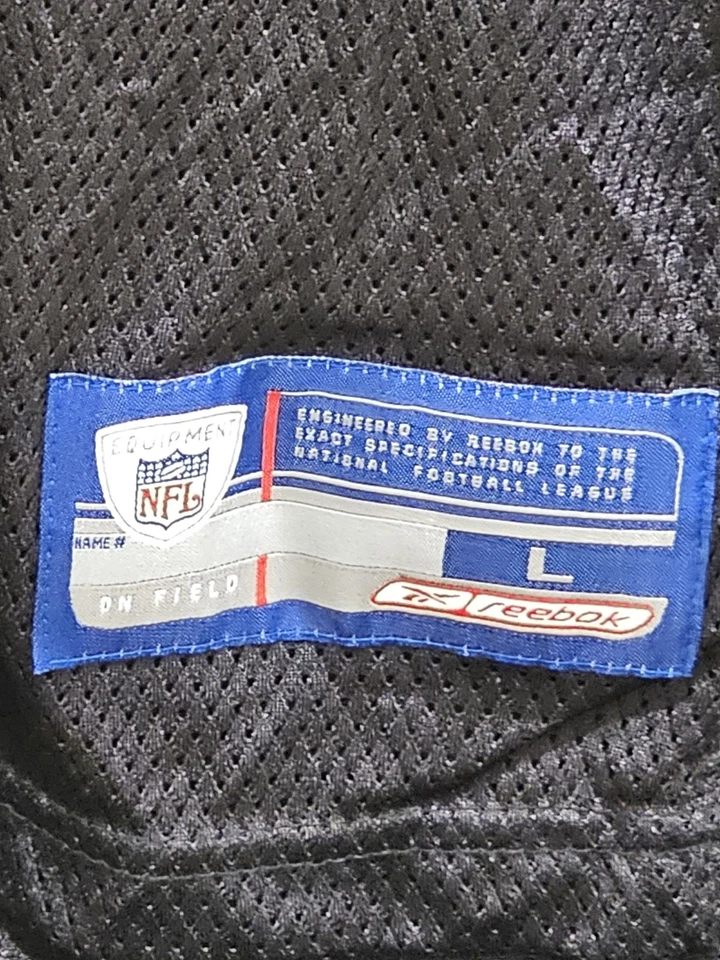 EQUIPMENT
NFL
ENGINEERED BY REEBOK TO THE
EXACT SPECIFICATIONS OF THE
NATIONAL FOOTBALL LEAGUE
NAME #
L
ON FIELD
reebok